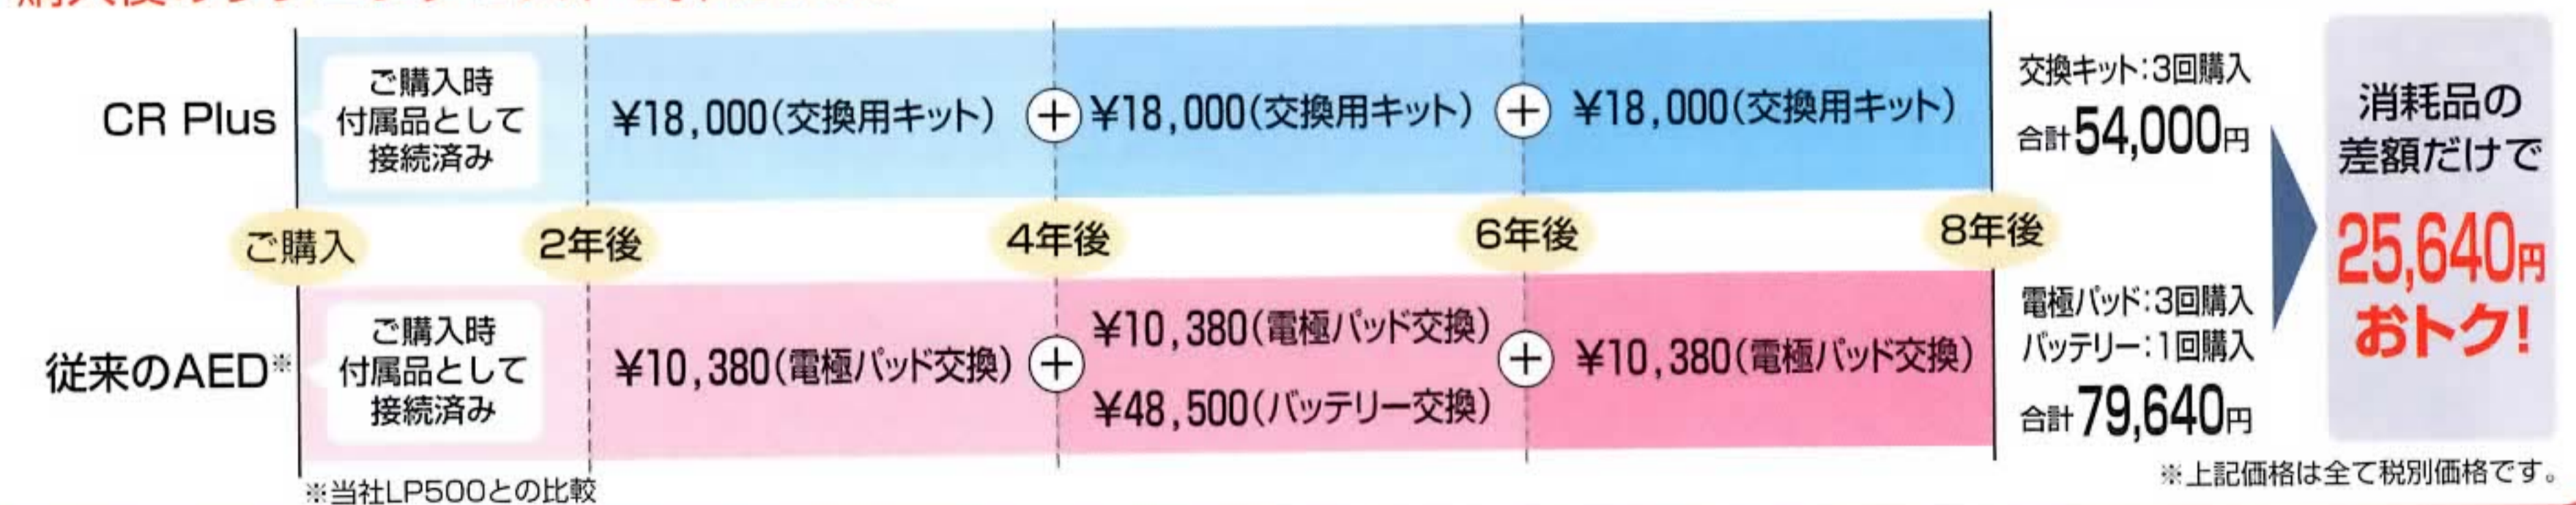 CR Plus
ご購入時
付属品として
接続済み
¥18,000(交換用キット)
+
¥18,000(交換用キット)
+
¥18,000(交換用キット)
交換キット:3回購入
合計54,000円
ご購入
2年後
4年後
6年後
8年後
従来のAED※
ご購入時
付属品として
接続済み
¥10,380(電極パッド交換)
+
¥10,380(電極パッド交換)
¥48,500(バッテリー交換)
+
¥10,380(電極パッド交換)
電極パッド:3回購入
バッテリー:1回購入
合計79,640円
消耗品の
差額だけで
25,640円
おトク!
※当社LP500との比較
※上記価格は全て税別価格です。